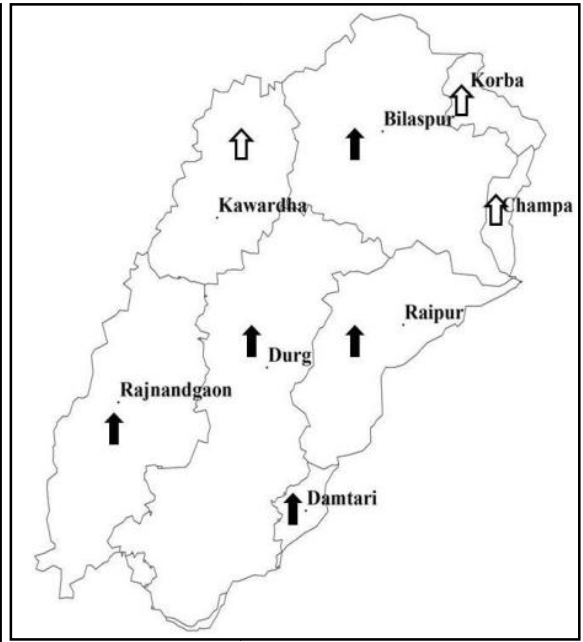 Korba
Bilaspur
Champa
Kawardha
Raipur
Durg
Rajnandgaon
Damtari